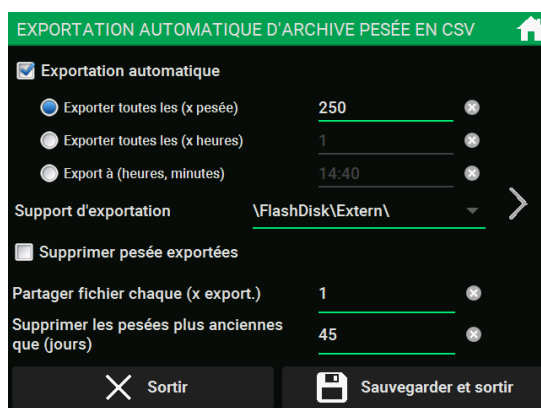 EXPORTATION AUTOMATIQUE D'ARCHIVE PESÉE EN CSV
Exportation automatique
Exporter toutes les (x pesée) 250
Exporter toutes les (x heures) 1
Export à (heures, minutes) 14:40
Support d'exportation \FlashDisk\Extern\
Supprimer pesée exportées
Partager fichier chaque (x export.) 1
Supprimer les pesées plus anciennes
que (jours) 45
Sortir Sauvegarder et sortir